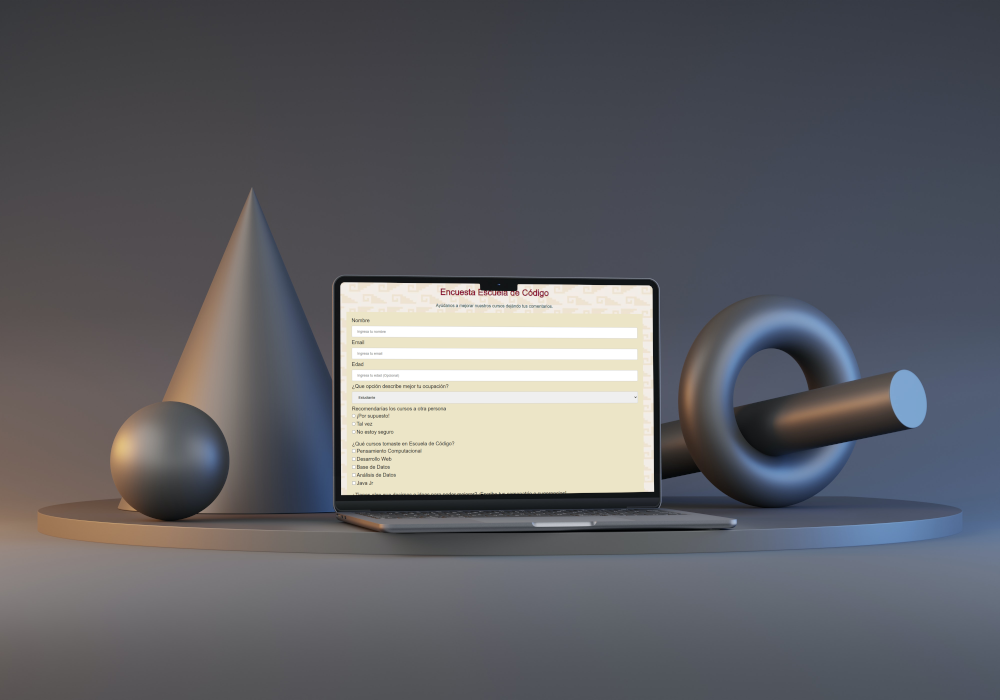 Encuesta Escuela de Código
Ayúdanos a mejorar nuestros cursos dejando tus comentarios.
Nombre
Ingresa tu nombre
Email
Ingresa tu email
Edad
Ingresa tu edad (Opcional)
¿Que opción describe mejor tu ocupación?
Estudiante
Recomendarías los cursos a otra persona
¡Por supuesto!
Tal vez
No estoy seguro
¿Qué cursos tomaste en Escuela de Código?
Pensamiento Computacional
Desarrollo Web
Base de Datos
Análisis de Datos
Java Jr